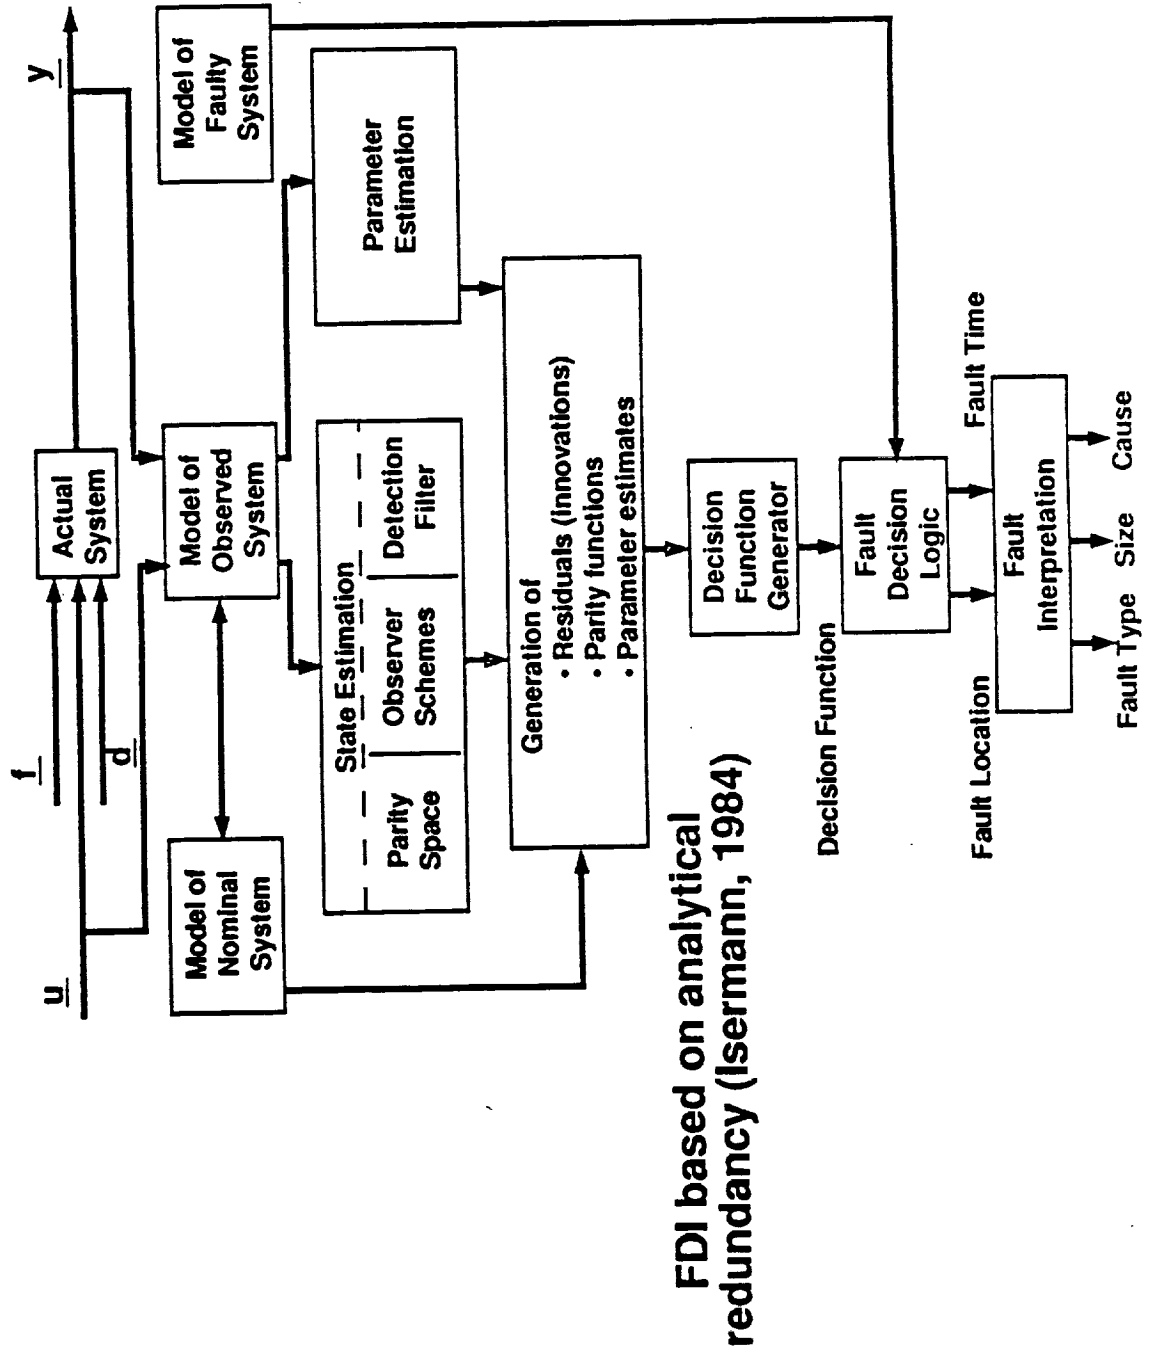 f
u
d
y
Actual
System
Model of
Nominal
System
Model of
Observed
System
Model of
Faulty
System
State Estimation
Parity
Space
Observer
Schemes
Detection
Filter
Parameter
Estimation
Generation of
• Residuals (innovations)
• Parity functions
• Parameter estimates
Decision
Function
Generator
Decision Function
Fault
Decision
Logic
Fault Location
Fault Time
Fault
Interpretation
Fault Type
Size
Cause
FDI based on analytical
redundancy (Isermann, 1984)